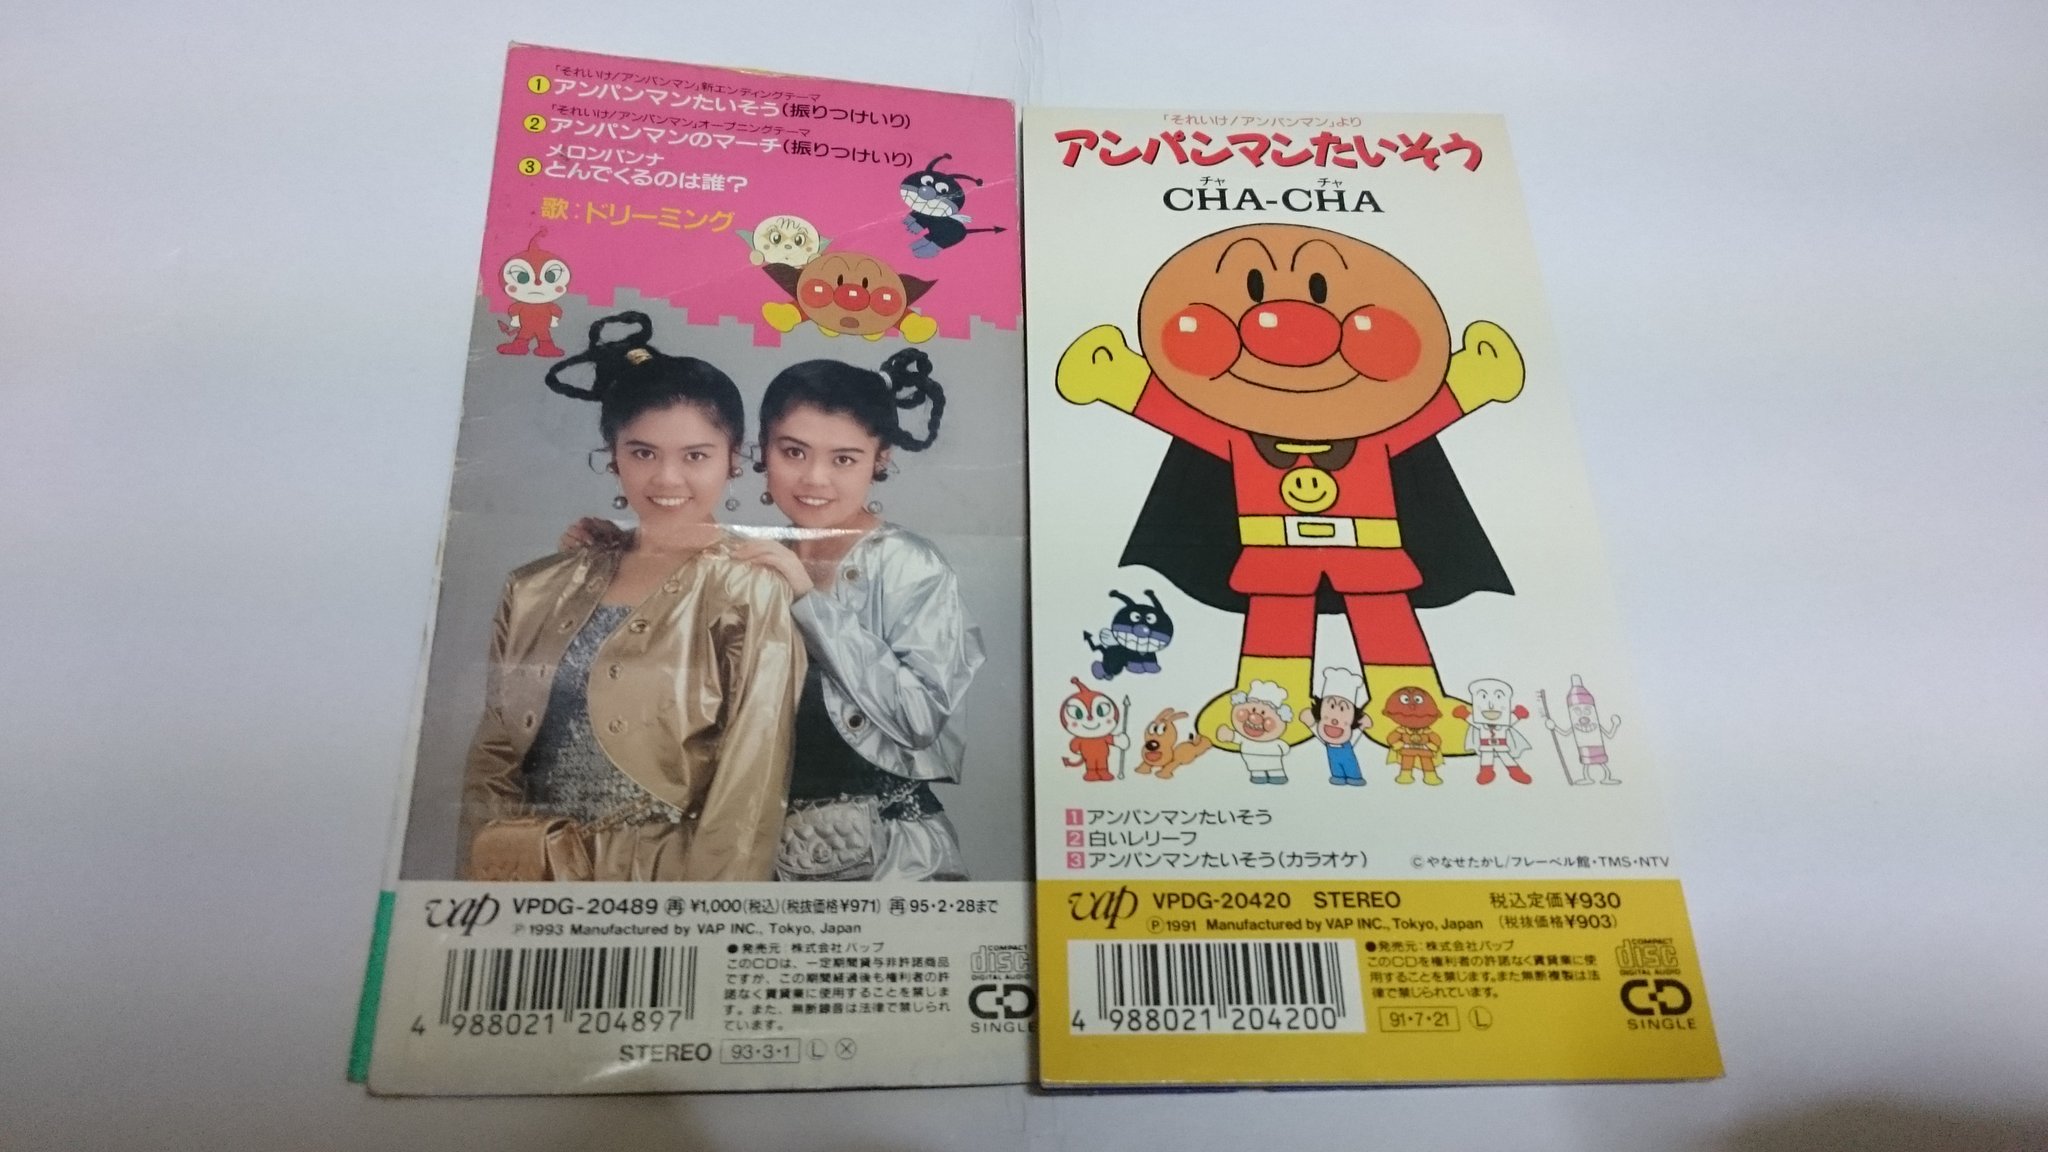 「それいけ!アンパンマン」新エンディングテーマ
1 アンパンマンたいそう(振りつけいり)
「それいけ!アンパンマン」オープニングテーマ
2 アンパンマンのマーチ(振りつけいり)
メロンパンナ
3 とんでくるのは誰?
歌:ドリーミング
vap VPDG-20489 再 ¥1,000(税込)(税抜価格¥971) 再 95・2・28まで
Ⓟ1993 Manufactured by VAP INC., Tokyo, Japan
●発売元:株式会社バップ
このCDは、一定期間貸与非許諾商品
ですが、この期間経過後も権利者の許
諾なく賃貸業に使用することを禁じま
す。また、無断録音は法律で禁じられ
ています。
COMPACT
disc
DIGITAL AUDIO
CD
SINGLE
4 988021 204897
STEREO 93・3・1 Ⓛ Ⓧ
「それいけ!アンパンマン」より
アンパンマンたいそう
チャ チャ
CHA-CHA
1 アンパンマンたいそう
2 白いレリーフ
3 アンパンマンたいそう(カラオケ)
©やなせたかし/フレーベル館・TMS・NTV
vap VPDG-20420 STEREO 税込定価¥930
Ⓟ1991 Manufactured by VAP INC., Tokyo, Japan (税抜価格¥903)
●発売元:株式会社バップ
このCDを権利者の許諾なく賃貸業に使
用することを禁じます。また無断複製は法
律で禁じられています。
COMPACT
disc
DIGITAL AUDIO
CD
SINGLE
4 988021 204200
91・7・21 Ⓛ